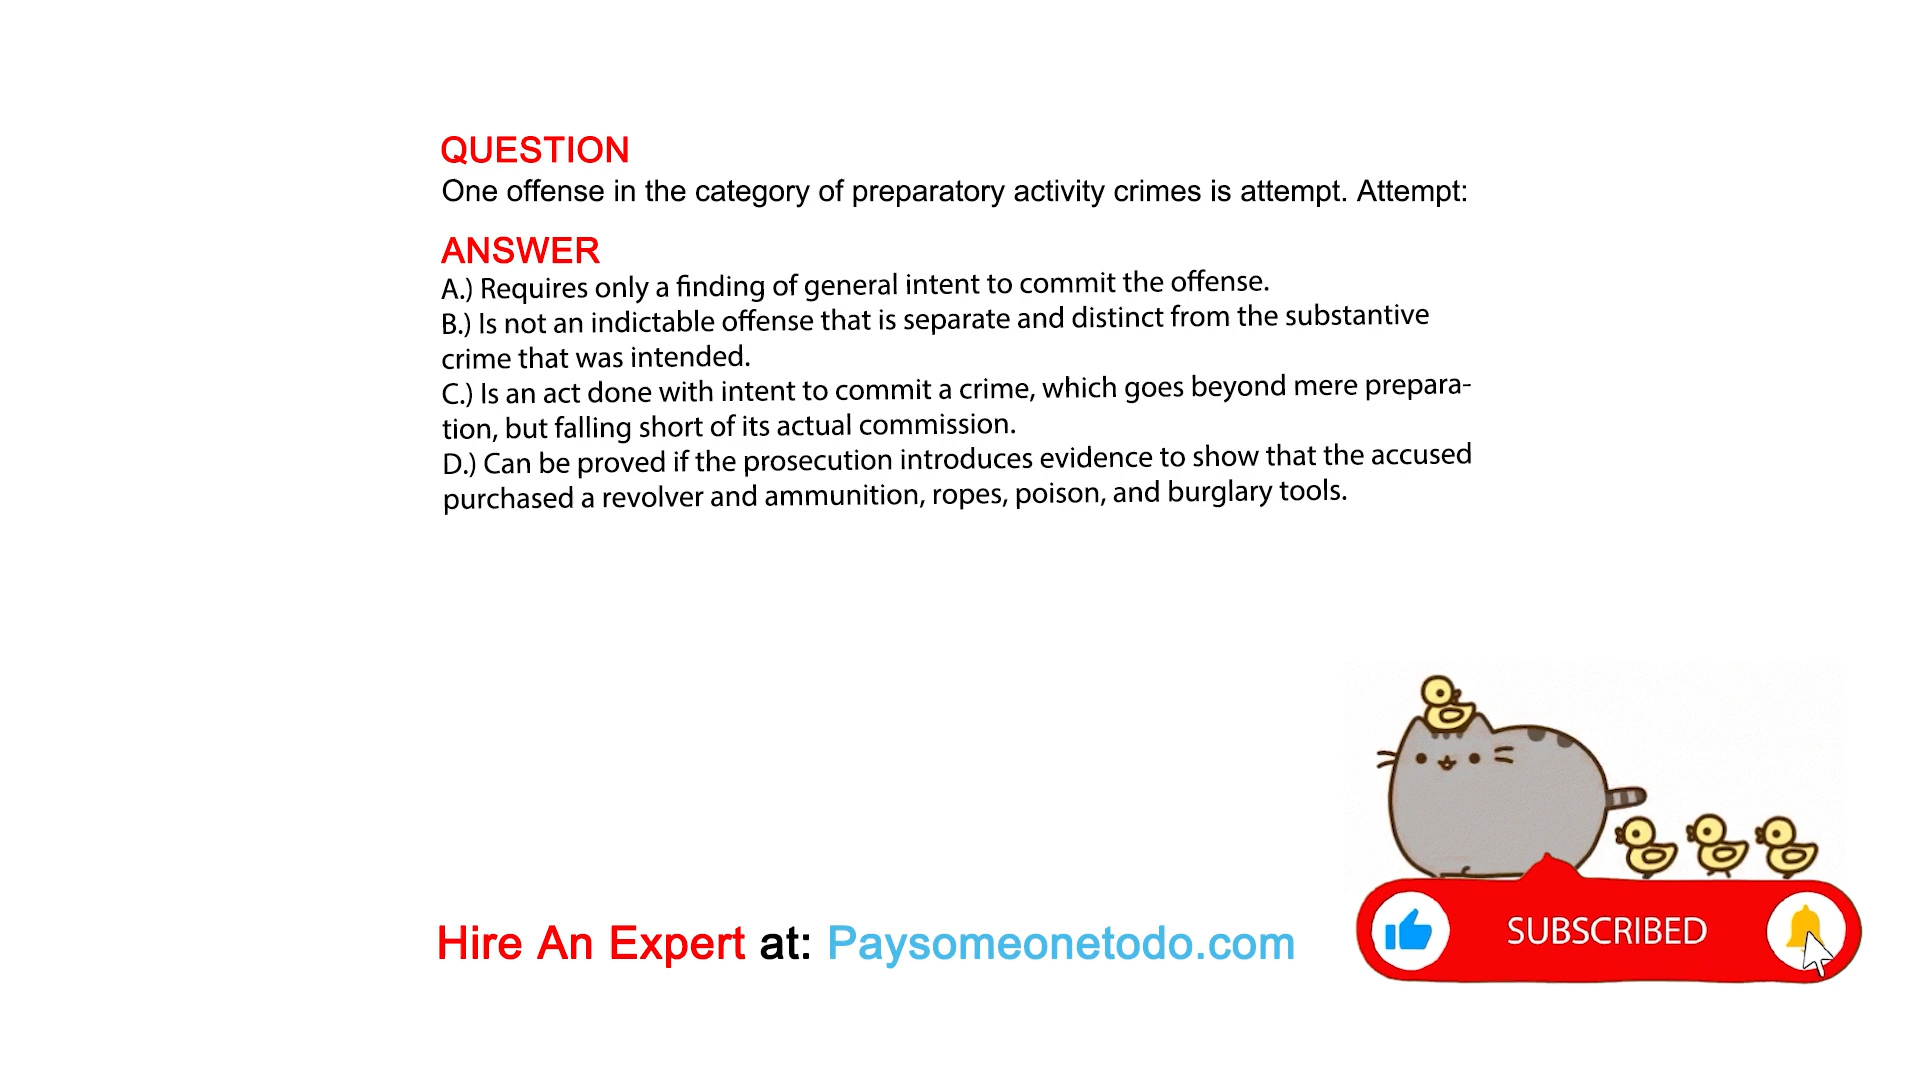 QUESTION
One offense in the category of preparatory activity crimes is attempt. Attempt:
ANSWER
A.) Requires only a finding of general intent to commit the offense.
B.) Is not an indictable offense that is separate and distinct from the substantive
crime that was intended.
C.) Is an act done with intent to commit a crime, which goes beyond mere prepara-
tion, but falling short of its actual commission.
D.) Can be proved if the prosecution introduces evidence to show that the accused
purchased a revolver and ammunition, ropes, poison, and burglary tools.
Hire An Expert at: Paysomeonetodo.com
SUBSCRIBED